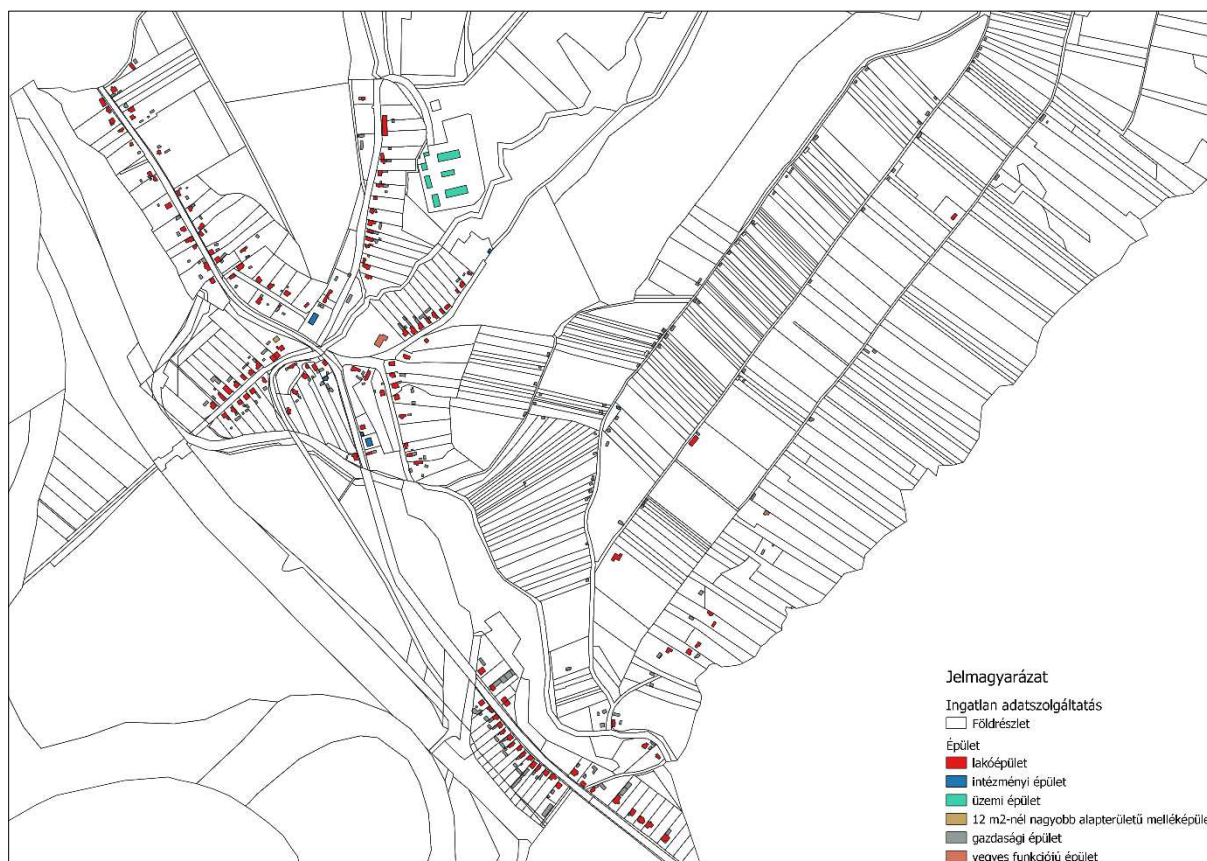 Jelmagyarázat
Ingatlan adatszolgáltatás
Földrészlet
Épület
lakóépület
intézményi épület
üzemi épület
12 m2-nél nagyobb alapterületű melléképüle
gazdasági épület
vegyes funkciójú épület